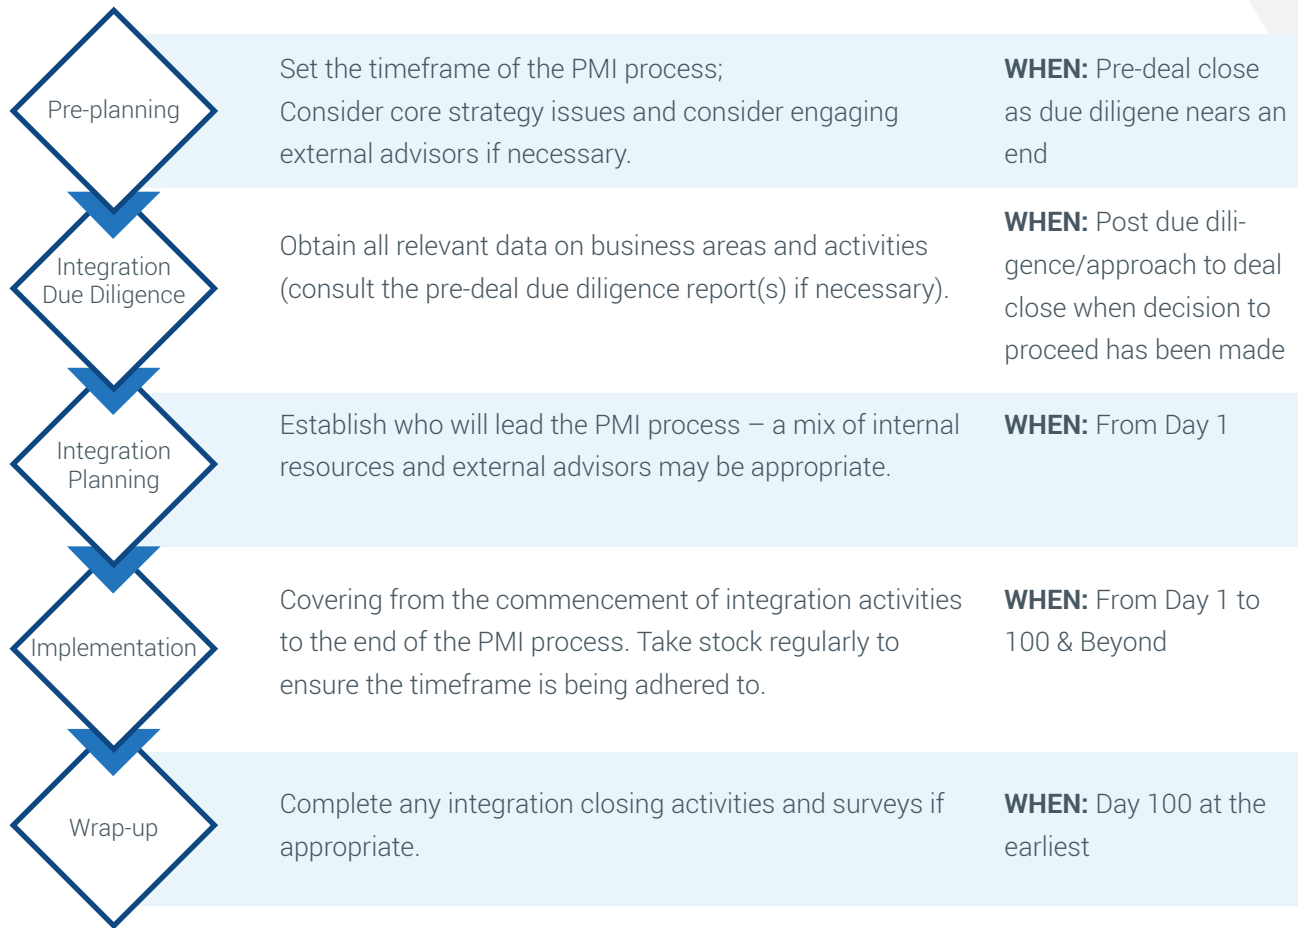 Pre-planning
Set the timeframe of the PMI process;
Consider core strategy issues and consider engaging
external advisors if necessary.
WHEN: Pre-deal close
as due diligene nears an
end
Integration
Due Diligence
Obtain all relevant data on business areas and activities
(consult the pre-deal due diligence report(s) if necessary).
WHEN: Post due dili-
gence/approach to deal
close when decision to
proceed has been made
Integration
Planning
Establish who will lead the PMI process – a mix of internal
resources and external advisors may be appropriate.
WHEN: From Day 1
Implementation
Covering from the commencement of integration activities
to the end of the PMI process. Take stock regularly to
ensure the timeframe is being adhered to.
WHEN: From Day 1 to
100 & Beyond
Wrap-up
Complete any integration closing activities and surveys if
appropriate.
WHEN: Day 100 at the
earliest